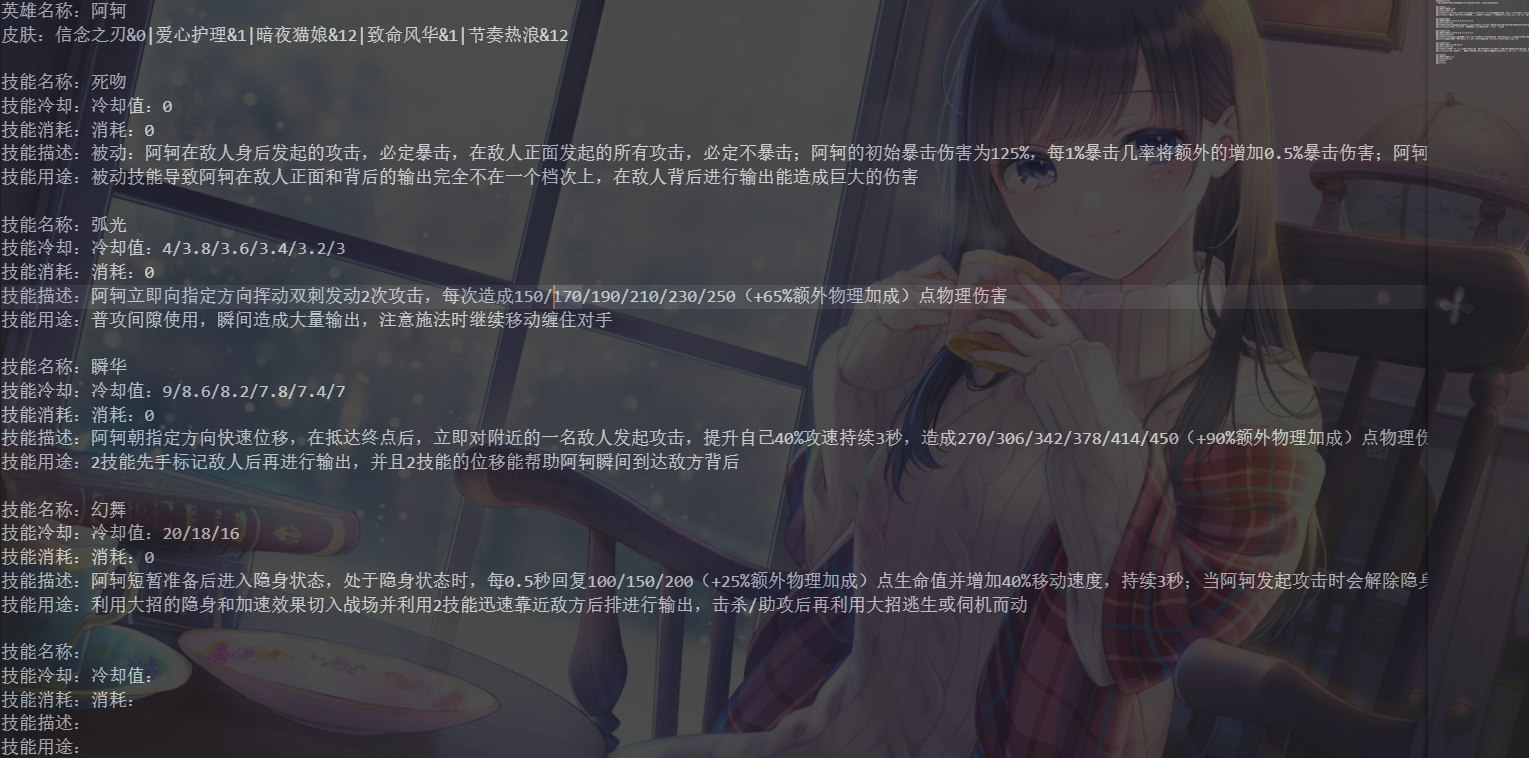 英雄名称：阿轲
皮肤：信念之刃&0|爱心护理&1|暗夜猫娘&12|致命风华&1|节奏热浪&12
技能名称：死吻
技能冷却：冷却值：0
技能消耗：消耗：0
技能描述：被动：阿轲在敌人身后发起的攻击，必定暴击，在敌人正面发起的所有攻击，必定不暴击；阿轲的初始暴击伤害为125%，每1%暴击几率将额外的增加0.5%暴击伤害；阿轲
技能用途：被动技能导致阿轲在敌人正面和背后的输出完全不在一个档次上，在敌人背后进行输出能造成巨大的伤害
技能名称：弧光
技能冷却：冷却值：4/3.8/3.6/3.4/3.2/3
技能消耗：消耗：0
技能描述：阿轲立即向指定方向挥动双刺发动2次攻击，每次造成150/170/190/210/230/250（+65%额外物理加成）点物理伤害
技能用途：普攻间隙使用，瞬间造成大量输出，注意施法时继续移动缠住对手
技能名称：瞬华
技能冷却：冷却值：9/8.6/8.2/7.8/7.4/7
技能消耗：消耗：0
技能描述：阿轲朝指定方向快速位移，在抵达终点后，立即对附近的一名敌人发起攻击，提升自己40%攻速持续3秒，造成270/306/342/378/414/450（+90%额外物理加成）点物理伤
技能用途：2技能先手标记敌人后再进行输出，并且2技能的位移能帮助阿轲瞬间到达敌方背后
技能名称：幻舞
技能冷却：冷却值：20/18/16
技能消耗：消耗：0
技能描述：阿轲短暂准备后进入隐身状态，处于隐身状态时，每0.5秒回复100/150/200（+25%额外物理加成）点生命值并增加40%移动速度，持续3秒；当阿轲发起攻击时会解除隐身
技能用途：利用大招的隐身和加速效果切入战场并利用2技能迅速靠近敌方后排进行输出，击杀/助攻后再利用大招逃生或伺机而动
技能名称：
技能冷却：冷却值：
技能消耗：消耗：
技能描述：
技能用途：